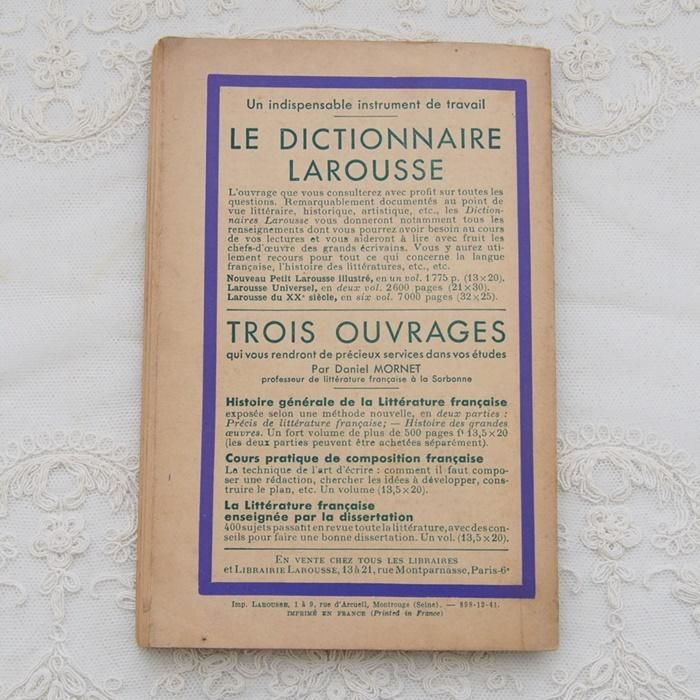 Un indispensable instrument de travail
LE DICTIONNAIRE
LAROUSSE
L'ouvrage que vous consulterez avec profit sur toutes les
questions. Remarquablement documentés au point de
vue littéraire, historique, artistique, etc., les Diction-
naires Larousse vous donneront notamment tous les
renseignements dont vous pourrez avoir besoin au cours
de vos lectures et vous aideront à lire avec fruit les
chefs-d'œuvre des grands écrivains. Vous y aurez uti-
lement recours pour tout ce qui concerne la langue
française, l'histoire des littératures, etc., etc.
Nouveau Petit Larousse illustré, en un vol. 1775 p. (13×20).
Larousse Universel, en deux vol. 2600 pages (21×30).
Larousse du XXe siècle, en six vol. 7000 pages (32×25).
TROIS OUVRAGES
qui vous rendront de précieux services dans vos études
Par Daniel MORNET
professeur de littérature française à la Sorbonne
Histoire générale de la Littérature française
exposée selon une méthode nouvelle, en deux parties :
Précis de littérature française; — Histoire des grandes
œuvres. Un fort volume de plus de 500 pages ft 13,5×20
(les deux parties peuvent être achetées séparément).
Cours pratique de composition française
La technique de l'art d'écrire : comment il faut compo-
ser une rédaction, chercher les idées à développer, cons-
truire le plan, etc. Un volume (13,5×20).
La Littérature française
enseignée par la dissertation
400 sujets passant en revue toute la littérature, avec des con-
seils pour faire une bonne dissertation. Un vol. (13,5×20).
EN VENTE CHEZ TOUS LES LIBRAIRES
et LIBRAIRIE LAROUSSE, 13 à 21, rue Montparnasse, Paris-6e
Imp. LAROUSSE, 1 à 9, rue d'Arcueil, Montrouge (Seine). — 898-12-41.
IMPRIMÉ EN FRANCE (Printed in France)